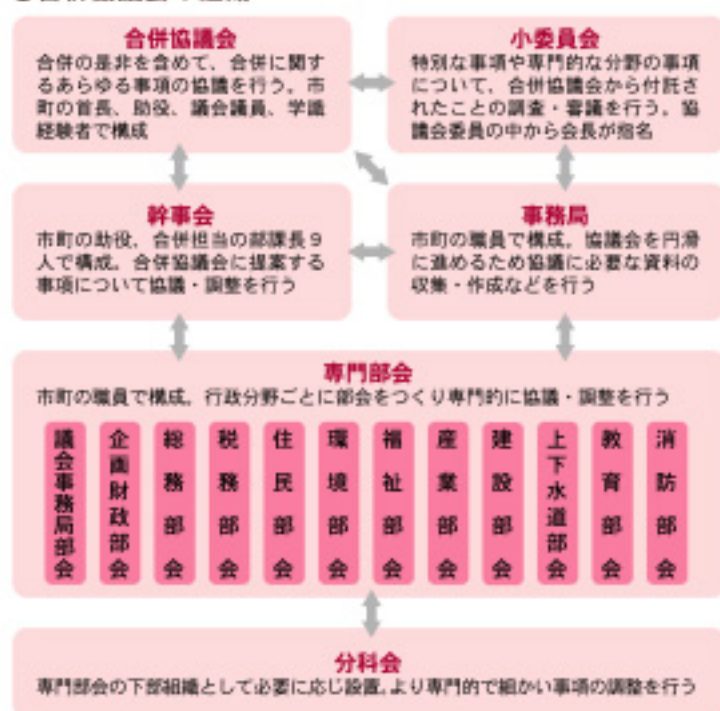 合併協議会
合併の是非を含めて、合併に関す
るあらゆる事項の協議を行う。市
町の首長、助役、議会議員、学識
経験者で構成
小委員会
特別な事項や専門的な分野の事項
について、合併協議会から付託さ
れたことの調査・審議を行う。協
議会委員の中から会長が指名
幹事会
市町の助役、合併担当の部課長9
人で構成。合併協議会に提案する
事項について協議・調整を行う
事務局
市町の職員で構成。協議会を円滑
に進めるため協議に必要な資料の
収集・作成などを行う
専門部会
市町の職員で構成。行政分野ごとに部会をつくり専門的に協議・調整を行う
議会事務局部会
企画財政部会
総務部会
税務部会
住民部会
環境部会
福祉部会
産業部会
建設部会
上下水道部会
教育部会
消防部会
分科会
専門部会の下部組織として必要に応じ設置。より専門的で細かい事項の調整を行う